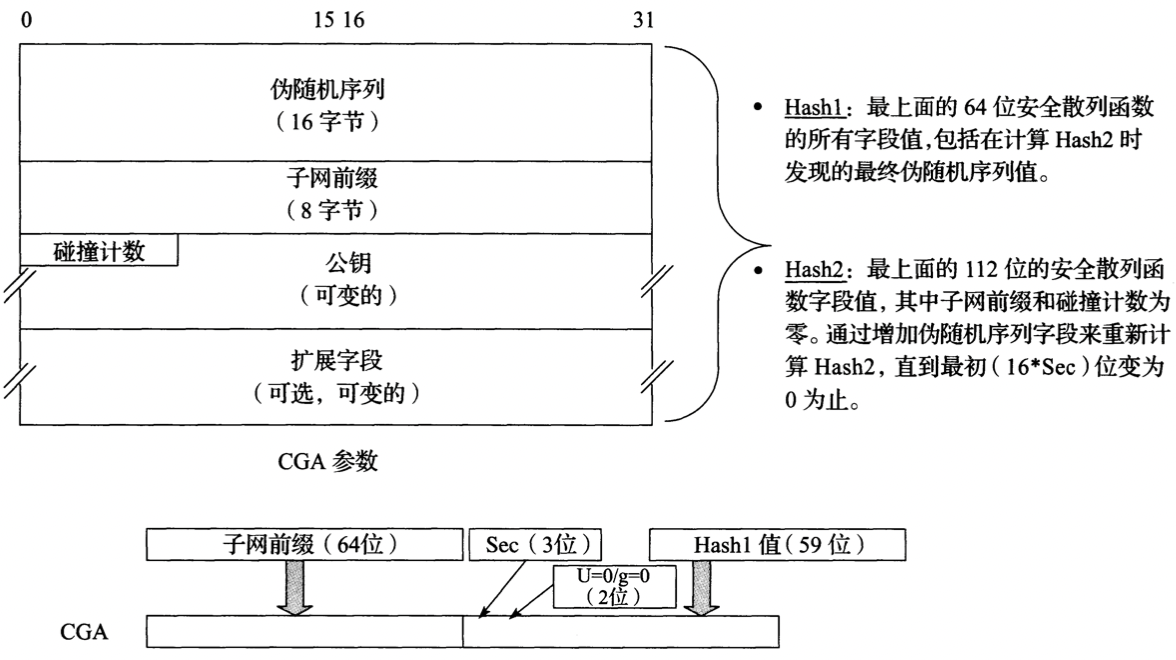 0 15 16 31
伪随机序列
（16 字节）
子网前缀
（8 字节）
碰撞计数
公钥
（可变的）
扩展字段
（可选，可变的）
CGA 参数
• Hash1：最上面的 64 位安全散列函数
的所有字段值，包括在计算 Hash2 时
发现的最终伪随机序列值。
• Hash2：最上面的 112 位的安全散列函
数字段值，其中子网前缀和碰撞计数为
零。通过增加伪随机序列字段来重新计
算 Hash2，直到最初（16*Sec）位变为
0 为止。
子网前缀（64位）
Sec（3位）
Hash1 值（59 位）
U=0/g=0
（2位）
CGA